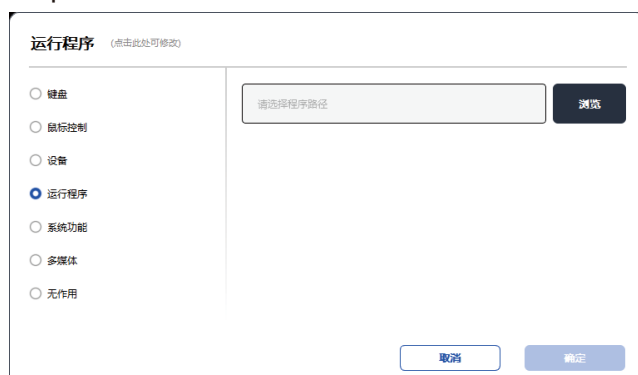 运行程序 (点击此处可修改)
键盘
鼠标控制
设备
运行程序
系统功能
多媒体
无作用
请选择程序路径 浏览
取消 确定